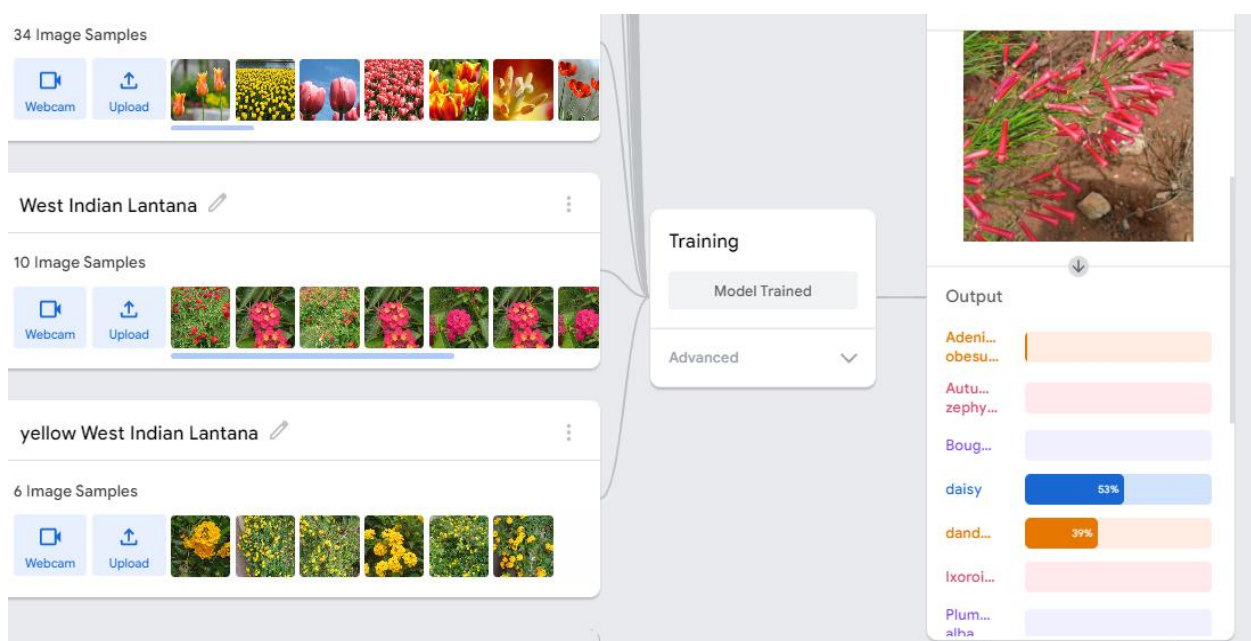 34 Image Samples
Webcam
Upload
West Indian Lantana
10 Image Samples
Webcam
Upload
yellow West Indian Lantana
6 Image Samples
Webcam
Upload
Training
Model Trained
Advanced
Output
Adeni...
obesu...
Autu...
zephy...
Boug...
daisy
53%
dand...
39%
Ixoroi...
Plum...
alba